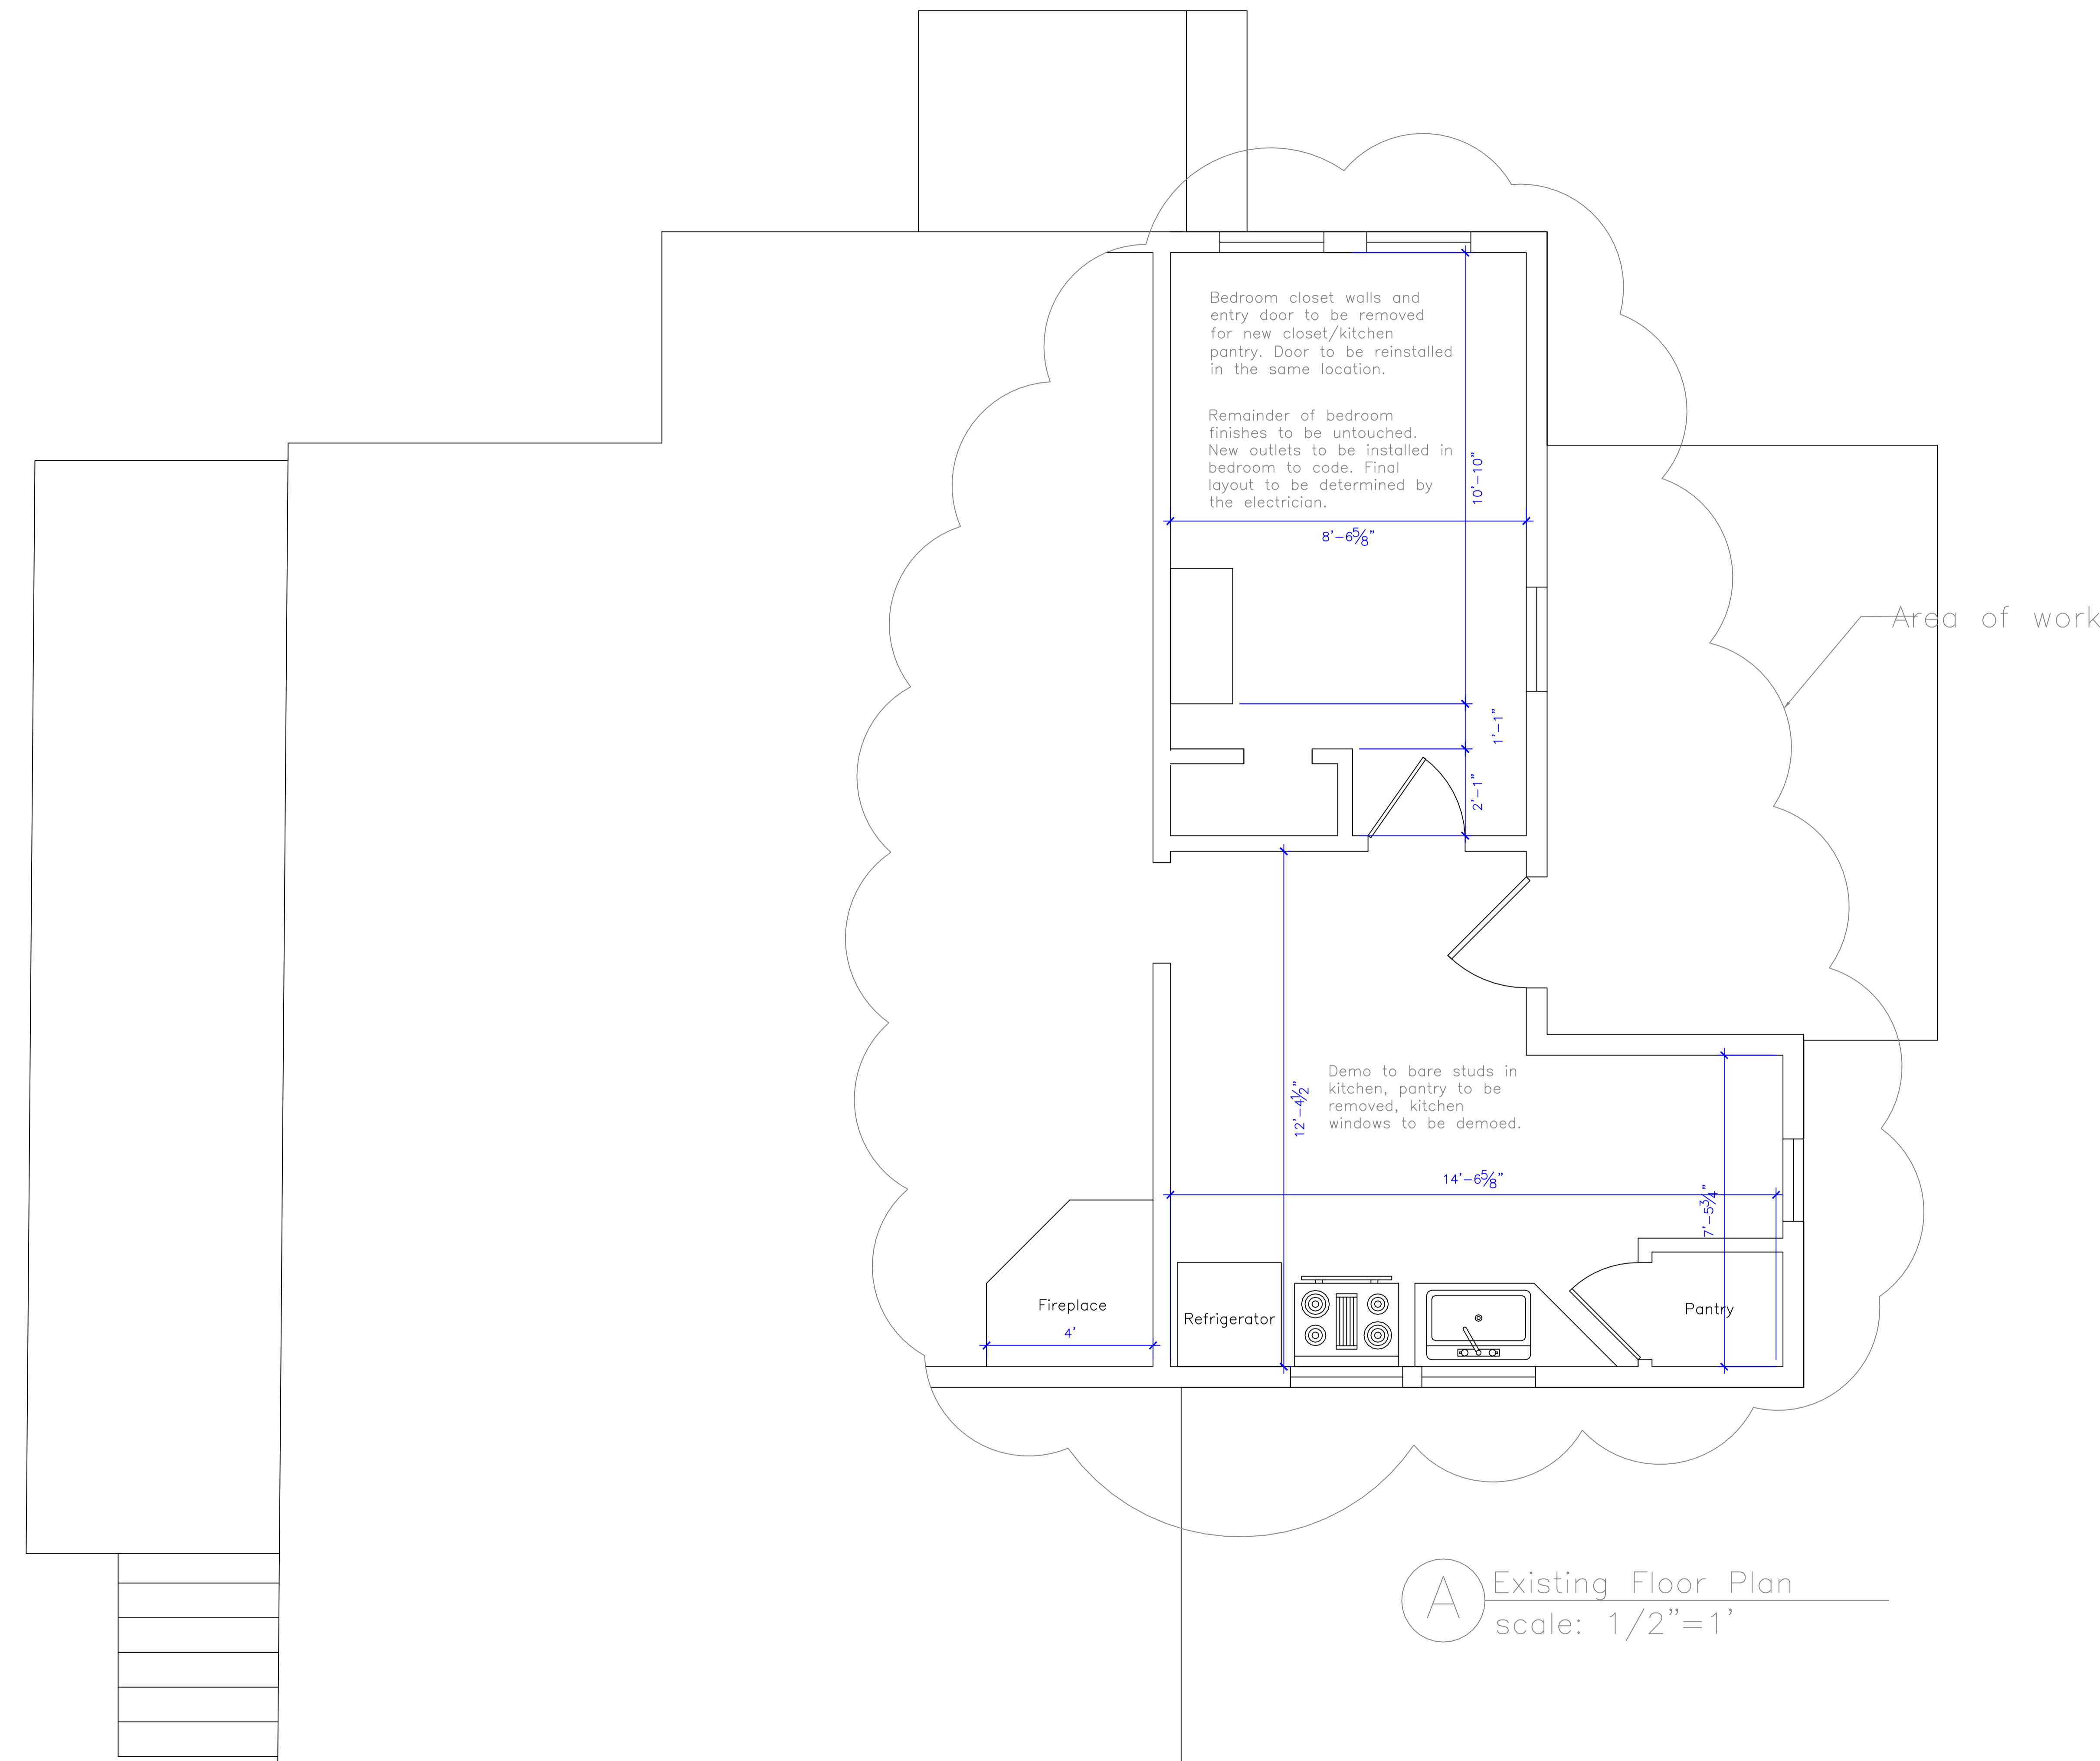 Bedroom closet walls and
entry door to be removed
for new closet/kitchen
pantry. Door to be reinstalled
in the same location.
Remainder of bedroom
finishes to be untouched.
New outlets to be installed in
bedroom to code. Final
layout to be determined by
the electrician.
10'-10"
8'-6⅝"
Area of work
1'-1"
2'-1"
Demo to bare studs in
kitchen, pantry to be
removed, kitchen
windows to be demoed.
12'-4½"
14'-6⅝"
7'-5¾"
Fireplace
4'
Refrigerator
Pantry
A
Existing Floor Plan
scale: 1/2"=1'